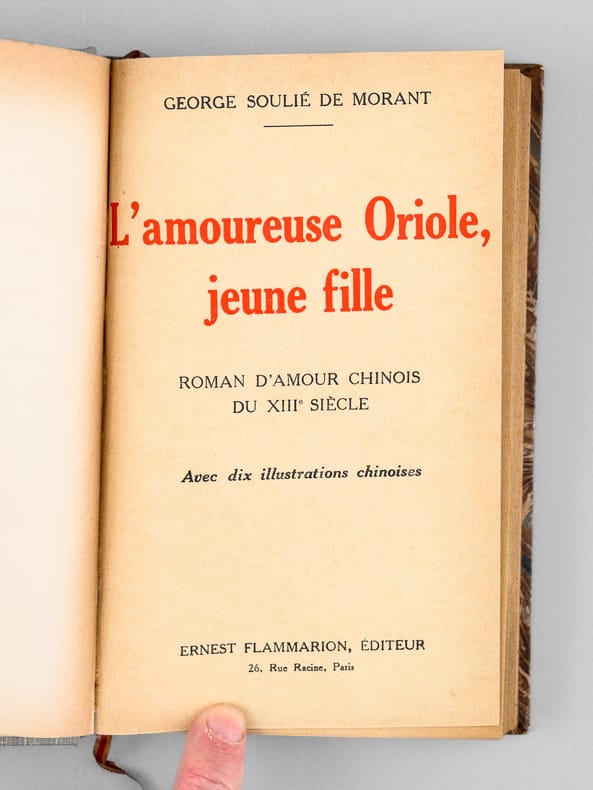 GEORGE SOULIÉ DE MORANT
L'amoureuse Oriole,
jeune fille
ROMAN D'AMOUR CHINOIS
DU XIIIe SIÈCLE
Avec dix illustrations chinoises
ERNEST FLAMMARION, ÉDITEUR
26, Rue Racine, Paris